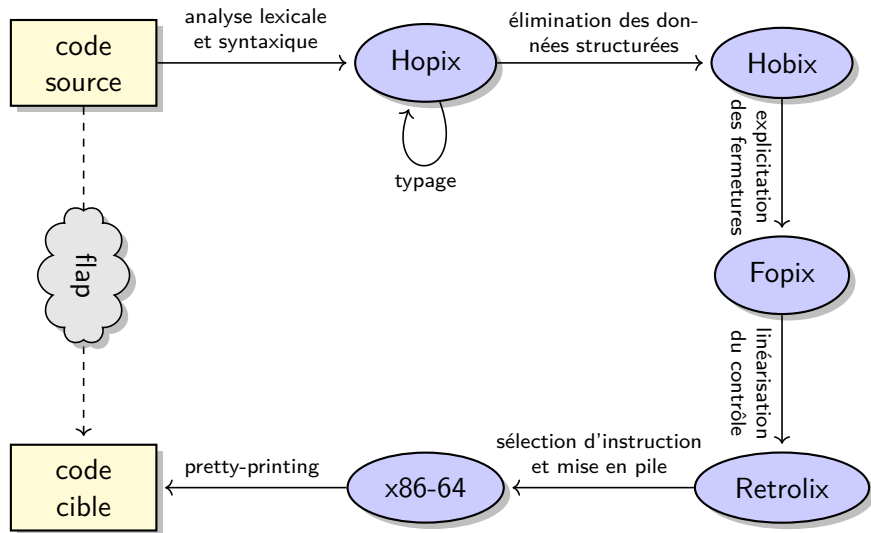 code
source
analyse lexicale
et syntaxique
Hopix
typage
élimination des don-
nées structurées
Hobix
explicitation
des fermetures
Fopix
linéarisation
du contrôle
Retrolix
sélection d'instruction
et mise en pile
x86-64
pretty-printing
code
cible
flap